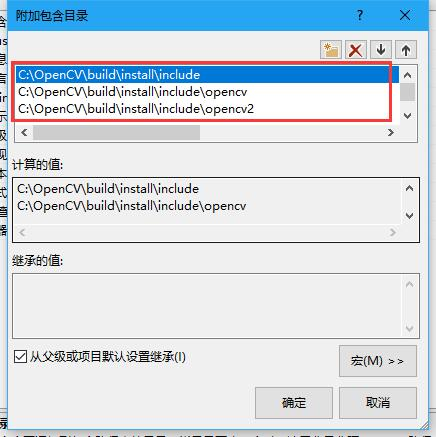 附加包含目录
C:\OpenCV\build\install\include
C:\OpenCV\build\install\include\opencv
C:\OpenCV\build\install\include\opencv2
计算的值:
C:\OpenCV\build\install\include
C:\OpenCV\build\install\include\opencv
继承的值:
从父级或项目默认设置继承(I)
宏(M) >>
确定
取消